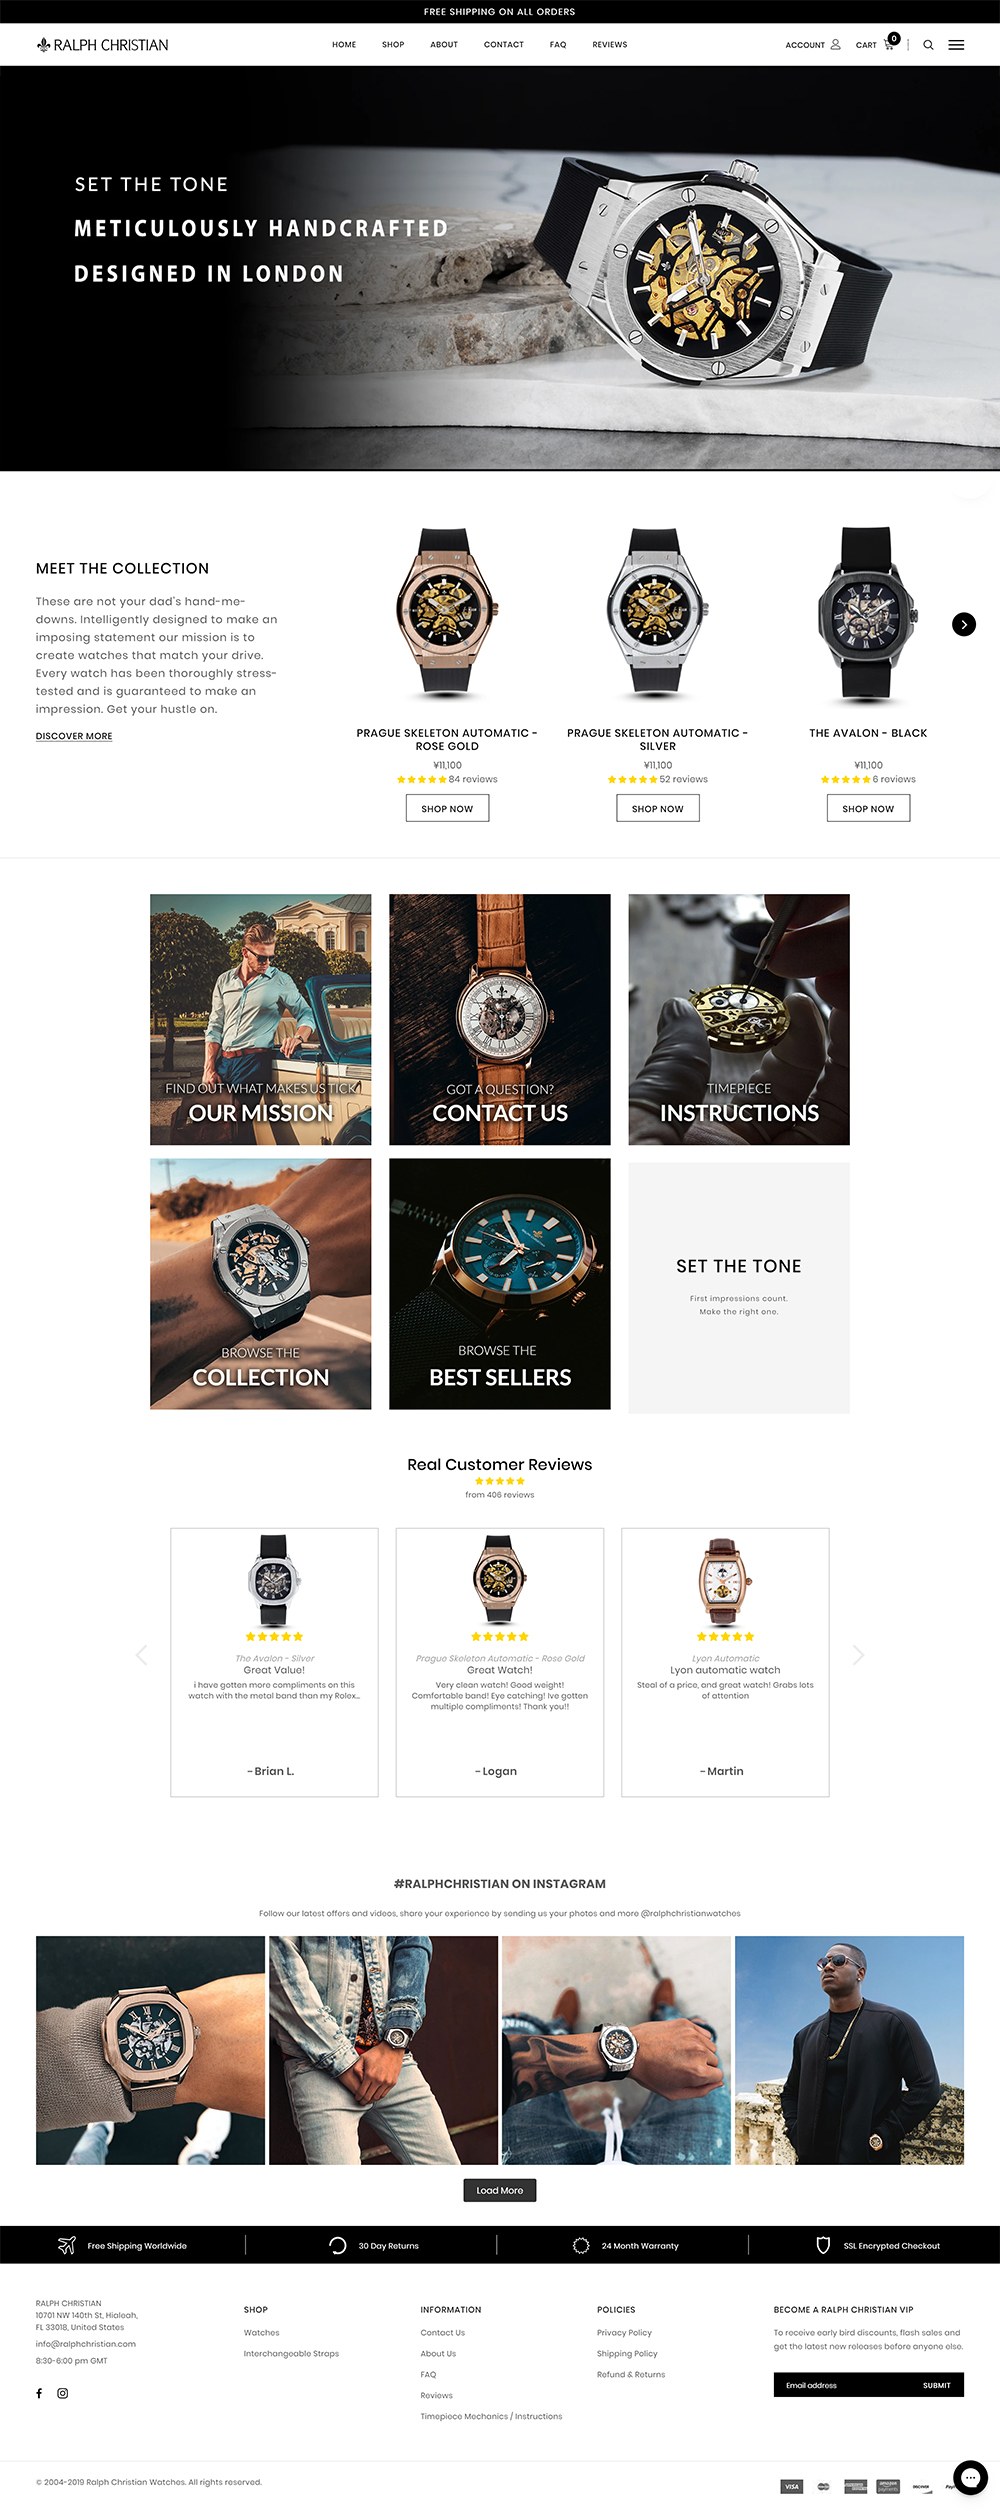 FREE SHIPPING ON ALL ORDERS
RALPH CHRISTIAN
HOME SHOP ABOUT CONTACT FAQ REVIEWS
ACCOUNT CART 0
SET THE TONE
METICULOUSLY HANDCRAFTED
DESIGNED IN LONDON
MEET THE COLLECTION
These are not your dad's hand-me-
downs. Intelligently designed to make an
imposing statement our mission is to
create watches that match your drive.
Every watch has been thoroughly stress-
tested and is guaranteed to make an
impression. Get your hustle on.
DISCOVER MORE
PRAGUE SKELETON AUTOMATIC -
ROSE GOLD
¥11,100
84 reviews
SHOP NOW
PRAGUE SKELETON AUTOMATIC -
SILVER
¥11,100
52 reviews
SHOP NOW
THE AVALON - BLACK
¥11,100
6 reviews
SHOP NOW
FIND OUT WHAT MAKES US TICK
OUR MISSION
GOT A QUESTION?
CONTACT US
TIMEPIECE
INSTRUCTIONS
BROWSE THE
COLLECTION
BROWSE THE
BEST SELLERS
SET THE TONE
First impressions count.
Make the right one.
Real Customer Reviews
from 406 reviews
The Avalon - Silver
Great Value!
i have gotten more compliments on this
watch with the metal band than my Rolex...
- Brian L.
Prague Skeleton Automatic - Rose Gold
Great Watch!
Very clean watch! Good weight!
Comfortable band! Eye catching! Ive gotten
multiple compliments! Thank you!!
- Logan
Lyon Automatic
Lyon automatic watch
Steal of a price, and great watch! Grabs lots
of attention
- Martin
#RALPHCHRISTIAN ON INSTAGRAM
Follow our latest offers and videos, share your experience by sending us your photos and more @ralphchristianwatches
Load More
Free Shipping Worldwide
30 Day Returns
24 Month Warranty
SSL Encrypted Checkout
RALPH CHRISTIAN
10701 NW 140th St, Hialeah,
FL 33018, United States
info@ralphchristian.com
8:30-6:00 pm GMT
SHOP
Watches
Interchangeable Straps
INFORMATION
Contact Us
About Us
FAQ
Reviews
Timepiece Mechanics / Instructions
POLICIES
Privacy Policy
Shipping Policy
Refund & Returns
BECOME A RALPH CHRISTIAN VIP
To receive early bird discounts, flash sales and
get the latest new releases before anyone else.
Email address SUBMIT
© 2004-2019 Ralph Christian Watches. All rights reserved.
VISA
amazon
payments
DISCOVER